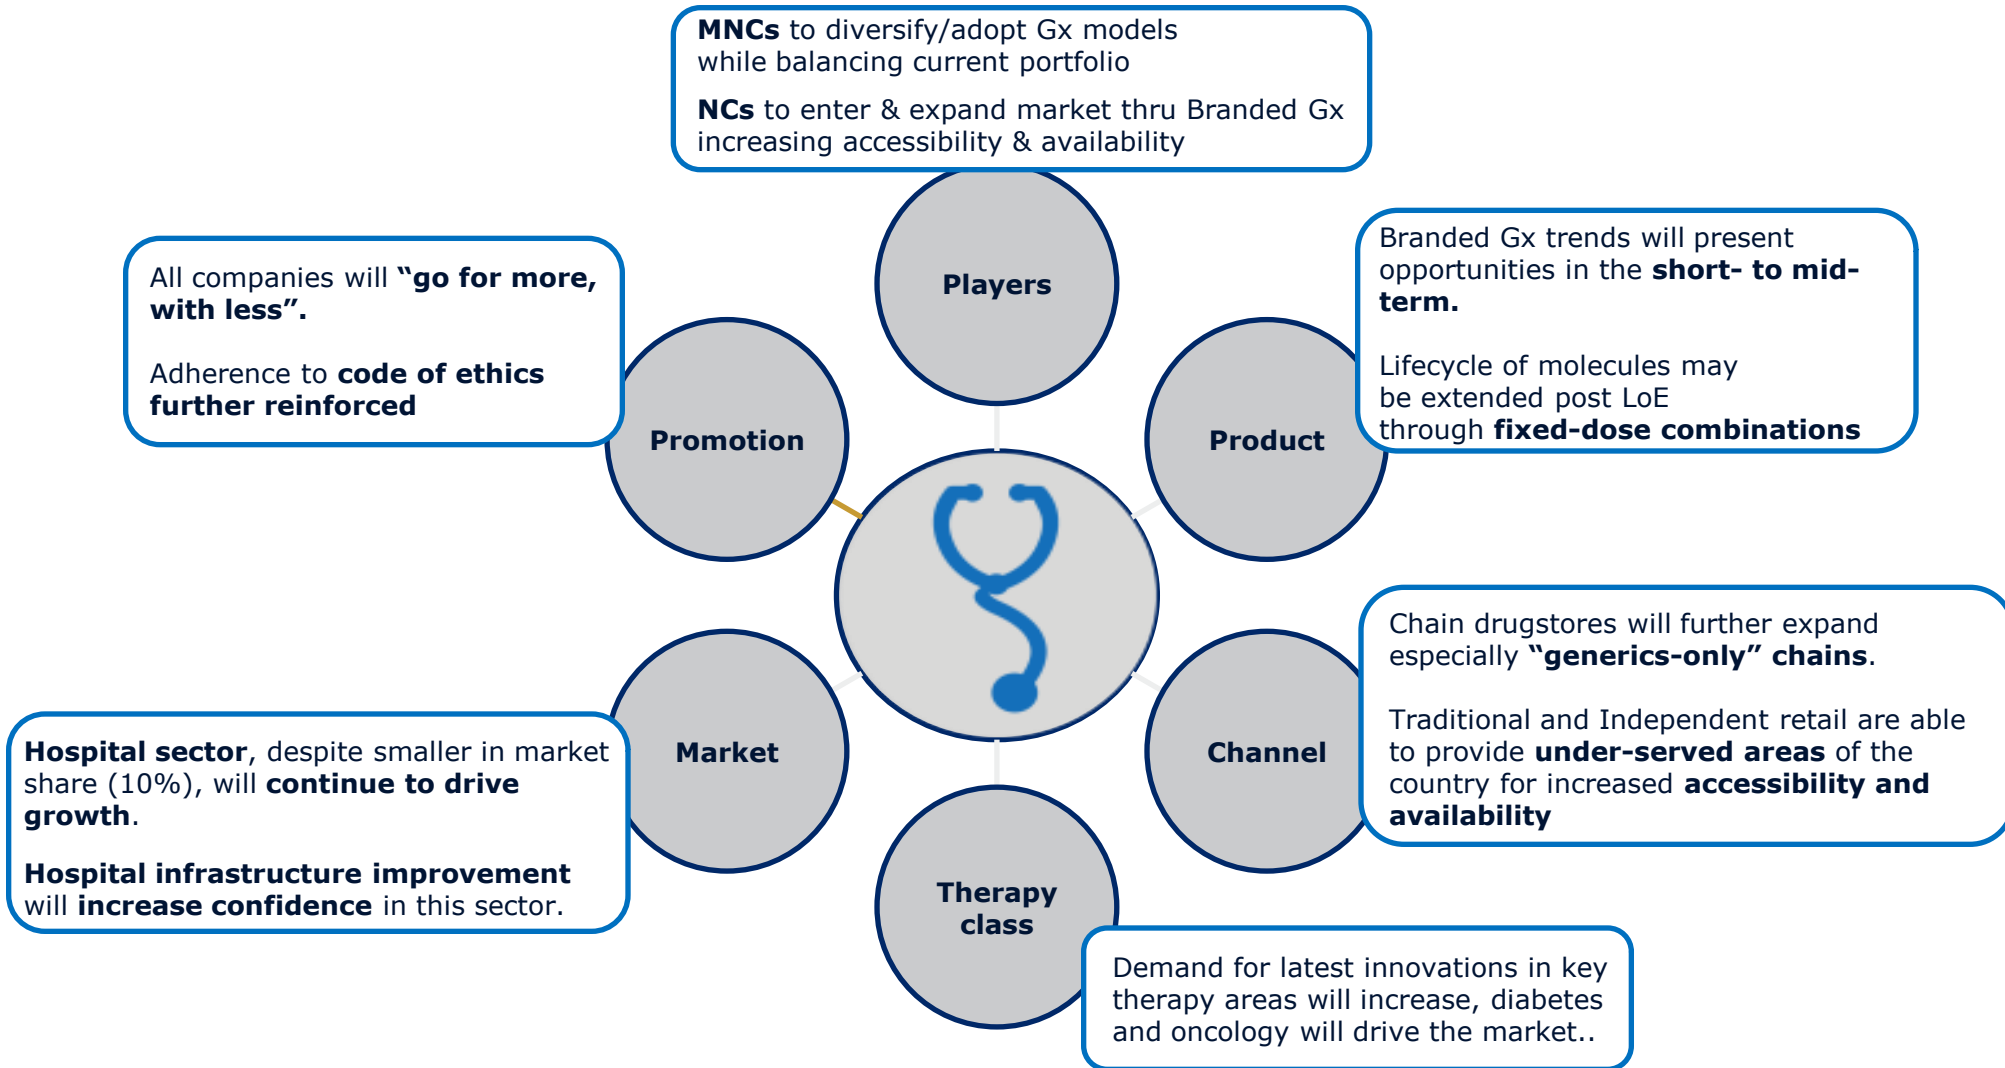 MNCs to diversify/adopt Gx models
while balancing current portfolio
NCs to enter & expand market thru Branded Gx
increasing accessibility & availability
Players
Branded Gx trends will present
opportunities in the short- to mid-
term.
Lifecycle of molecules may
be extended post LoE
through fixed-dose combinations
Product
Chain drugstores will further expand
especially “generics-only” chains.
Traditional and Independent retail are able
to provide under-served areas of the
country for increased accessibility and
availability
Channel
Therapy
class
Demand for latest innovations in key
therapy areas will increase, diabetes
and oncology will drive the market..
Market
Hospital sector, despite smaller in market
share (10%), will continue to drive
growth.
Hospital infrastructure improvement
will increase confidence in this sector.
Promotion
All companies will “go for more,
with less”.
Adherence to code of ethics
further reinforced